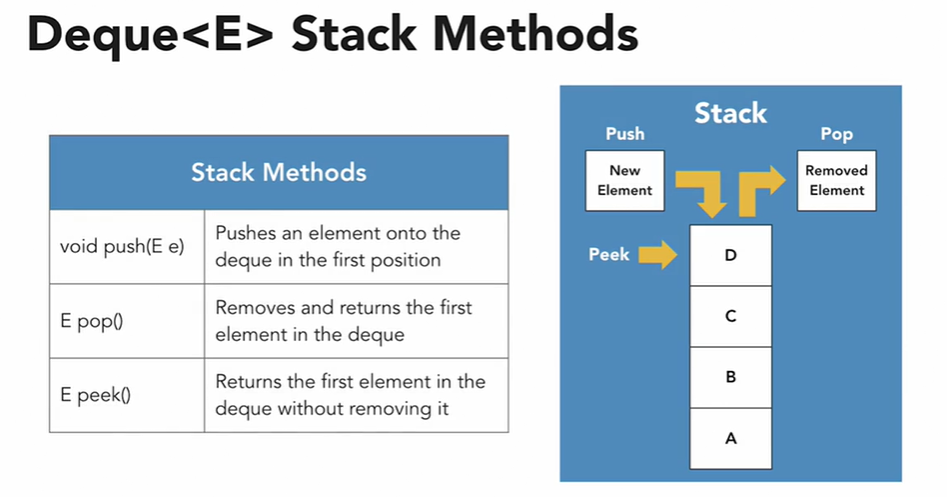 Deque<E> Stack Methods
Stack Methods
void push(E e)
Pushes an element onto the
deque in the first position
E pop()
Removes and returns the first
element in the deque
E peek()
Returns the first element in the
deque without removing it
Stack
Push
Pop
New
Element
Removed
Element
Peek
D
C
B
A